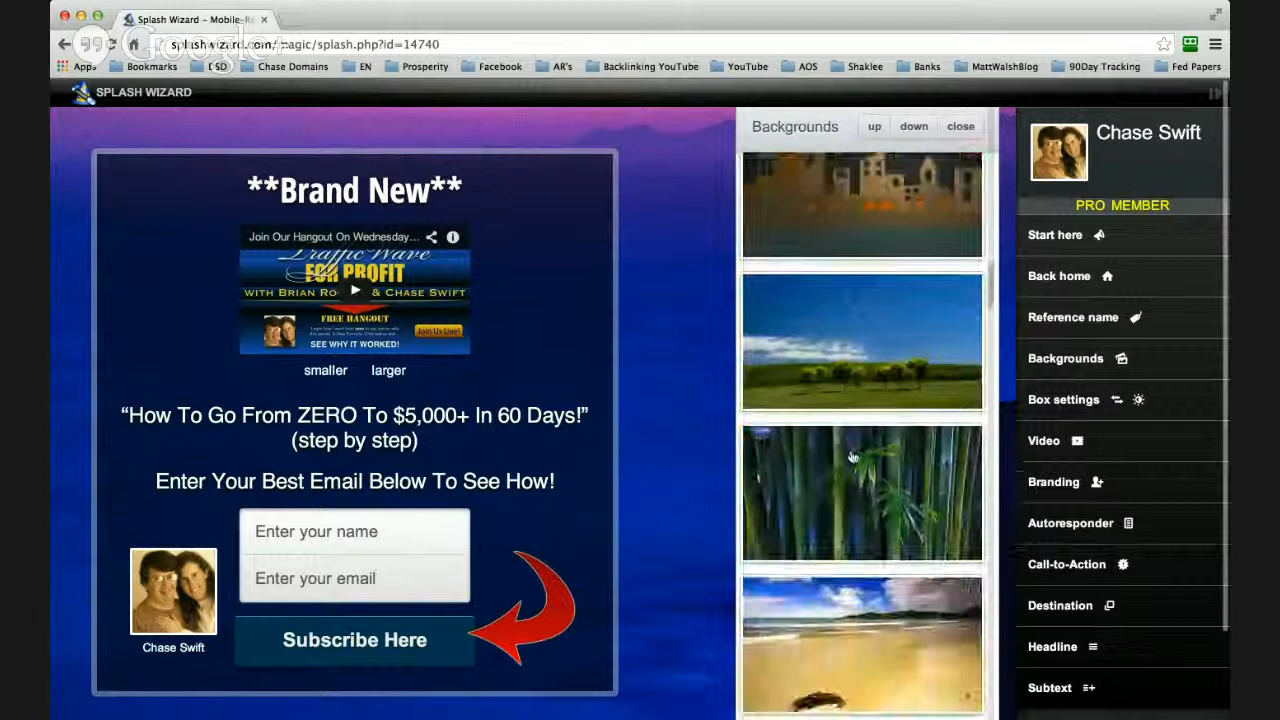 Splash Wizard – Mobile-Re
Google+
splashwizard.com/magic/splash.php?id=14740
Apps
Bookmarks
DSD
Chase Domains
EN
Prosperity
Facebook
AR's
Backlinking YouTube
YouTube
AOS
Shaklee
Banks
MattWalshBlog
90Day Tracking
Fed Papers
SPLASH WIZARD
**Brand New**
Join Our Hangout On Wednesday...
Traffic Wave
FOR PROFIT
WITH BRIAN RO & CHASE SWIFT
FREE HANGOUT
Join Us Live!
SEE WHY IT WORKED!
smaller larger
“How To Go From ZERO To $5,000+ In 60 Days!”
(step by step)
Enter Your Best Email Below To See How!
Enter your name
Enter your email
Subscribe Here
Chase Swift
Backgrounds
up
down
close
Chase Swift
PRO MEMBER
Start here
Back home
Reference name
Backgrounds
Box settings
Video
Branding
Autoresponder
Call-to-Action
Destination
Headline
Subtext